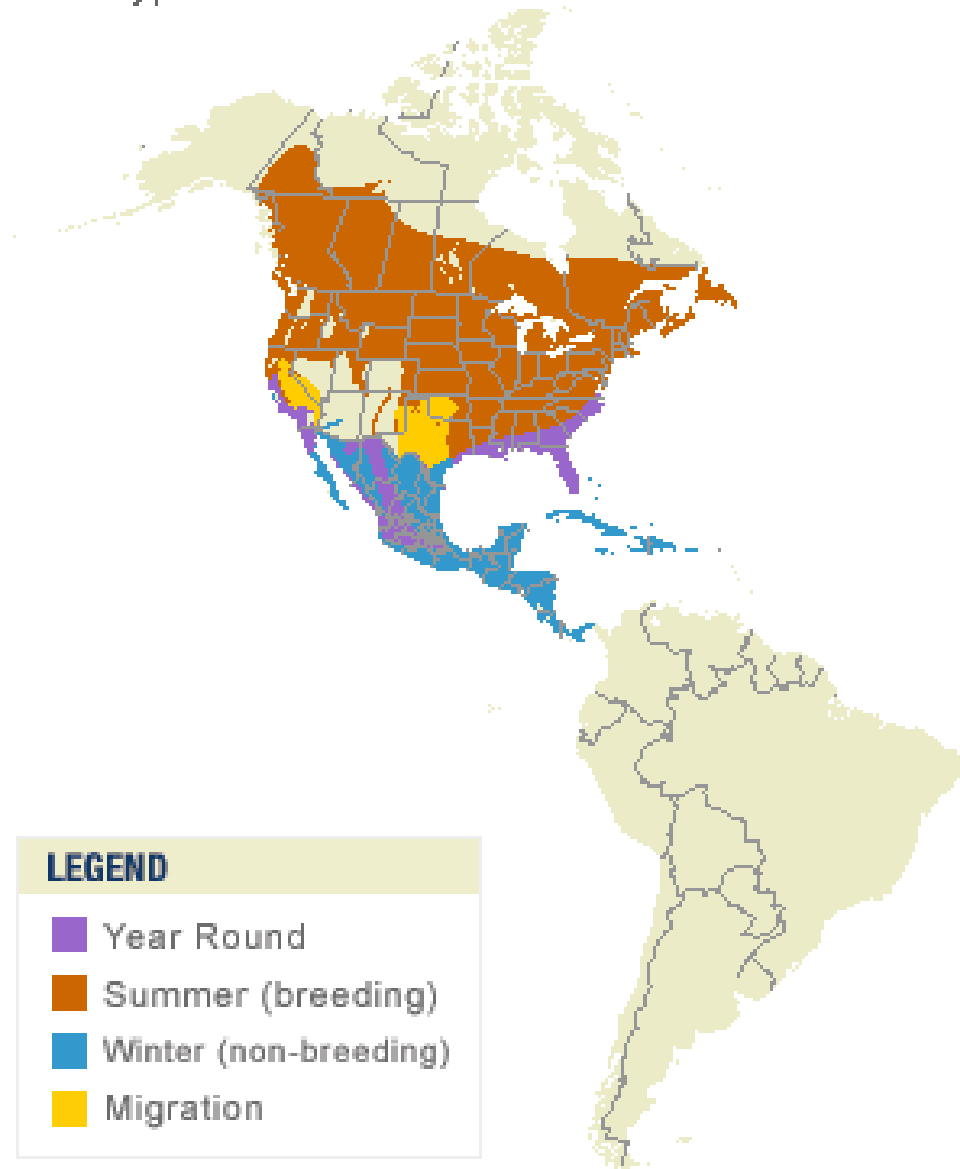 LEGEND
Year Round
Summer (breeding)
Winter (non-breeding)
Migration